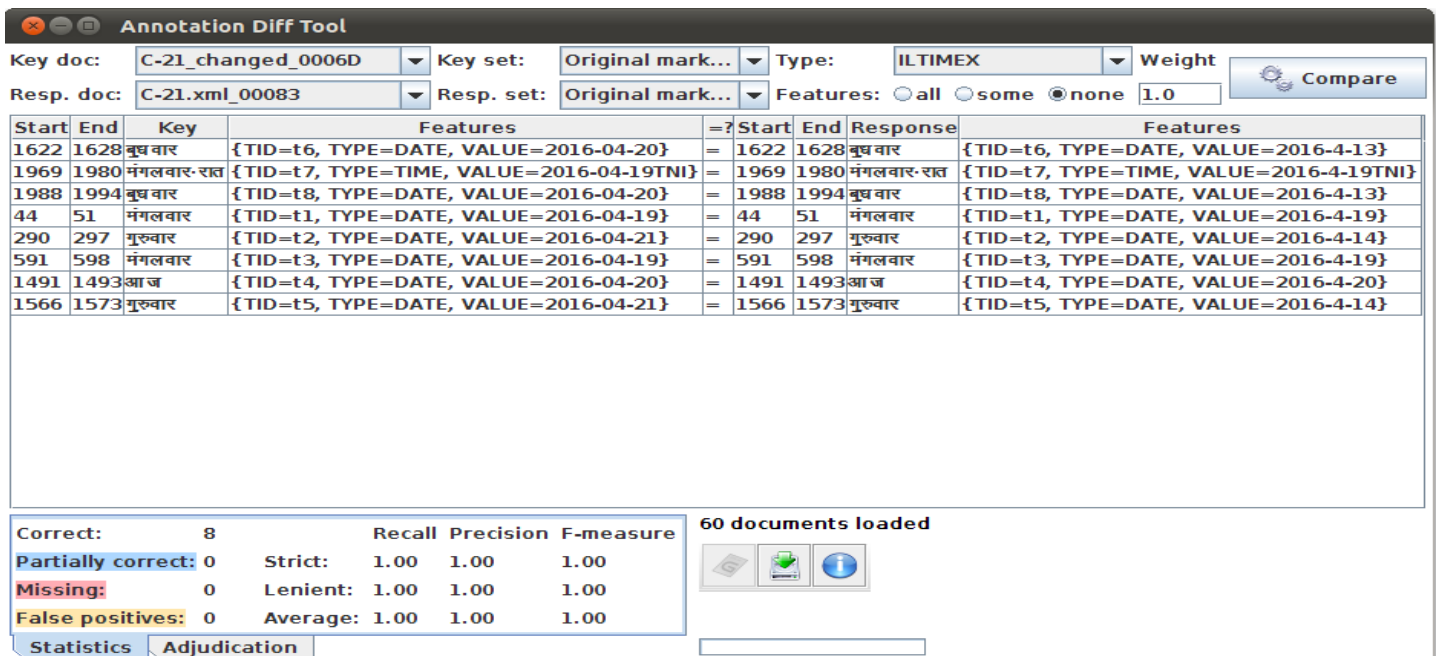 Annotation Diff Tool
Key doc: C-21_changed_0006D Key set: Original mark... Type: ILTIMEX Weight
Compare
Resp. doc: C-21.xml_00083 Resp. set: Original mark... Features: all some none 1.0
Start End Key Features =? Start End Response Features
1622 1628 बुधवार {TID=t6, TYPE=DATE, VALUE=2016-04-20} = 1622 1628 बुधवार {TID=t6, TYPE=DATE, VALUE=2016-4-13}
1969 1980 मंगलवार·रात {TID=t7, TYPE=TIME, VALUE=2016-04-19TNI} = 1969 1980 मंगलवार·रात {TID=t7, TYPE=TIME, VALUE=2016-4-19TNI}
1988 1994 बुधवार {TID=t8, TYPE=DATE, VALUE=2016-04-20} = 1988 1994 बुधवार {TID=t8, TYPE=DATE, VALUE=2016-4-13}
44 51 मंगलवार {TID=t1, TYPE=DATE, VALUE=2016-04-19} = 44 51 मंगलवार {TID=t1, TYPE=DATE, VALUE=2016-4-19}
290 297 गुरुवार {TID=t2, TYPE=DATE, VALUE=2016-04-21} = 290 297 गुरुवार {TID=t2, TYPE=DATE, VALUE=2016-4-14}
591 598 मंगलवार {TID=t3, TYPE=DATE, VALUE=2016-04-19} = 591 598 मंगलवार {TID=t3, TYPE=DATE, VALUE=2016-4-19}
1491 1493 आज {TID=t4, TYPE=DATE, VALUE=2016-04-20} = 1491 1493 आज {TID=t4, TYPE=DATE, VALUE=2016-4-20}
1566 1573 गुरुवार {TID=t5, TYPE=DATE, VALUE=2016-04-21} = 1566 1573 गुरुवार {TID=t5, TYPE=DATE, VALUE=2016-4-14}
Correct: 8 Recall Precision F-measure
Partially correct: 0 Strict: 1.00 1.00 1.00
Missing: 0 Lenient: 1.00 1.00 1.00
False positives: 0 Average: 1.00 1.00 1.00
60 documents loaded
Statistics Adjudication